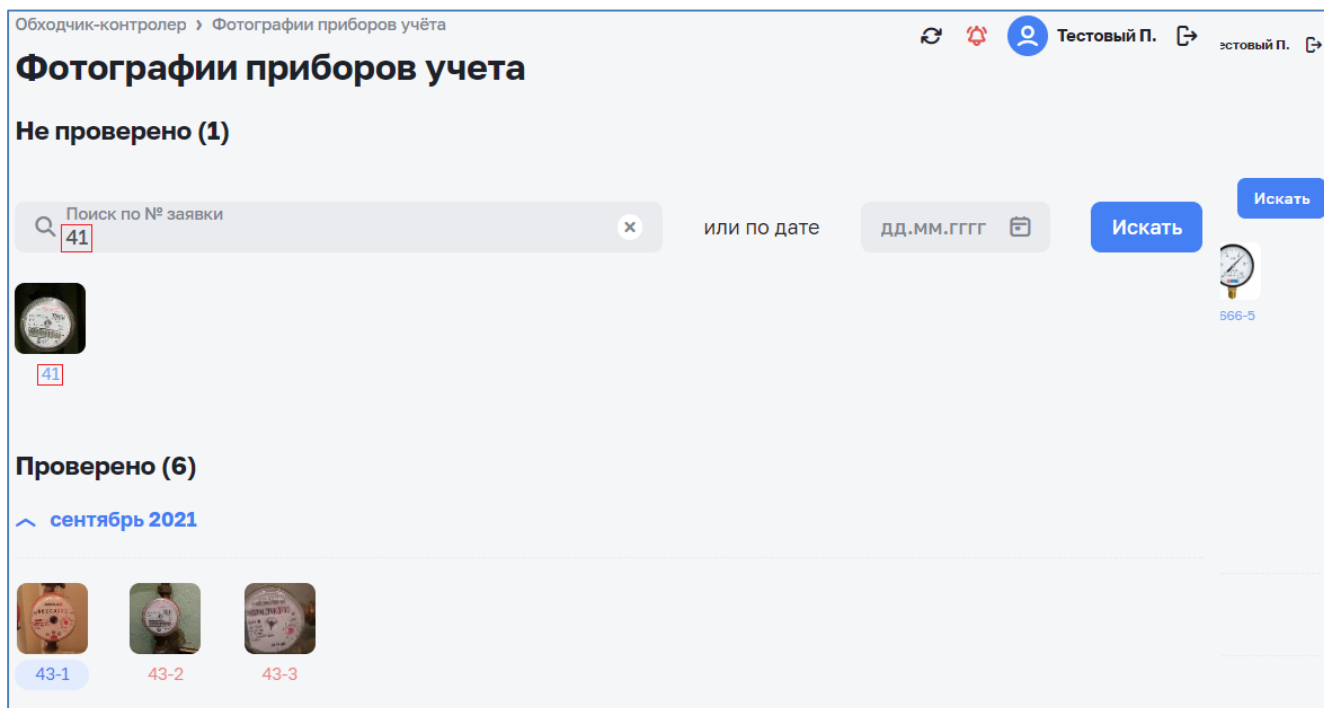 Обходчик-контролер › Фотографии приборов учёта
Тестовый П.
естовый П.
Фотографии приборов учета
Не проверено (1)
Искать
Поиск по № заявки
41
или по дате
дд.мм.гггг
Искать
666-5
41
Проверено (6)
сентябрь 2021
43-1
43-2
43-3